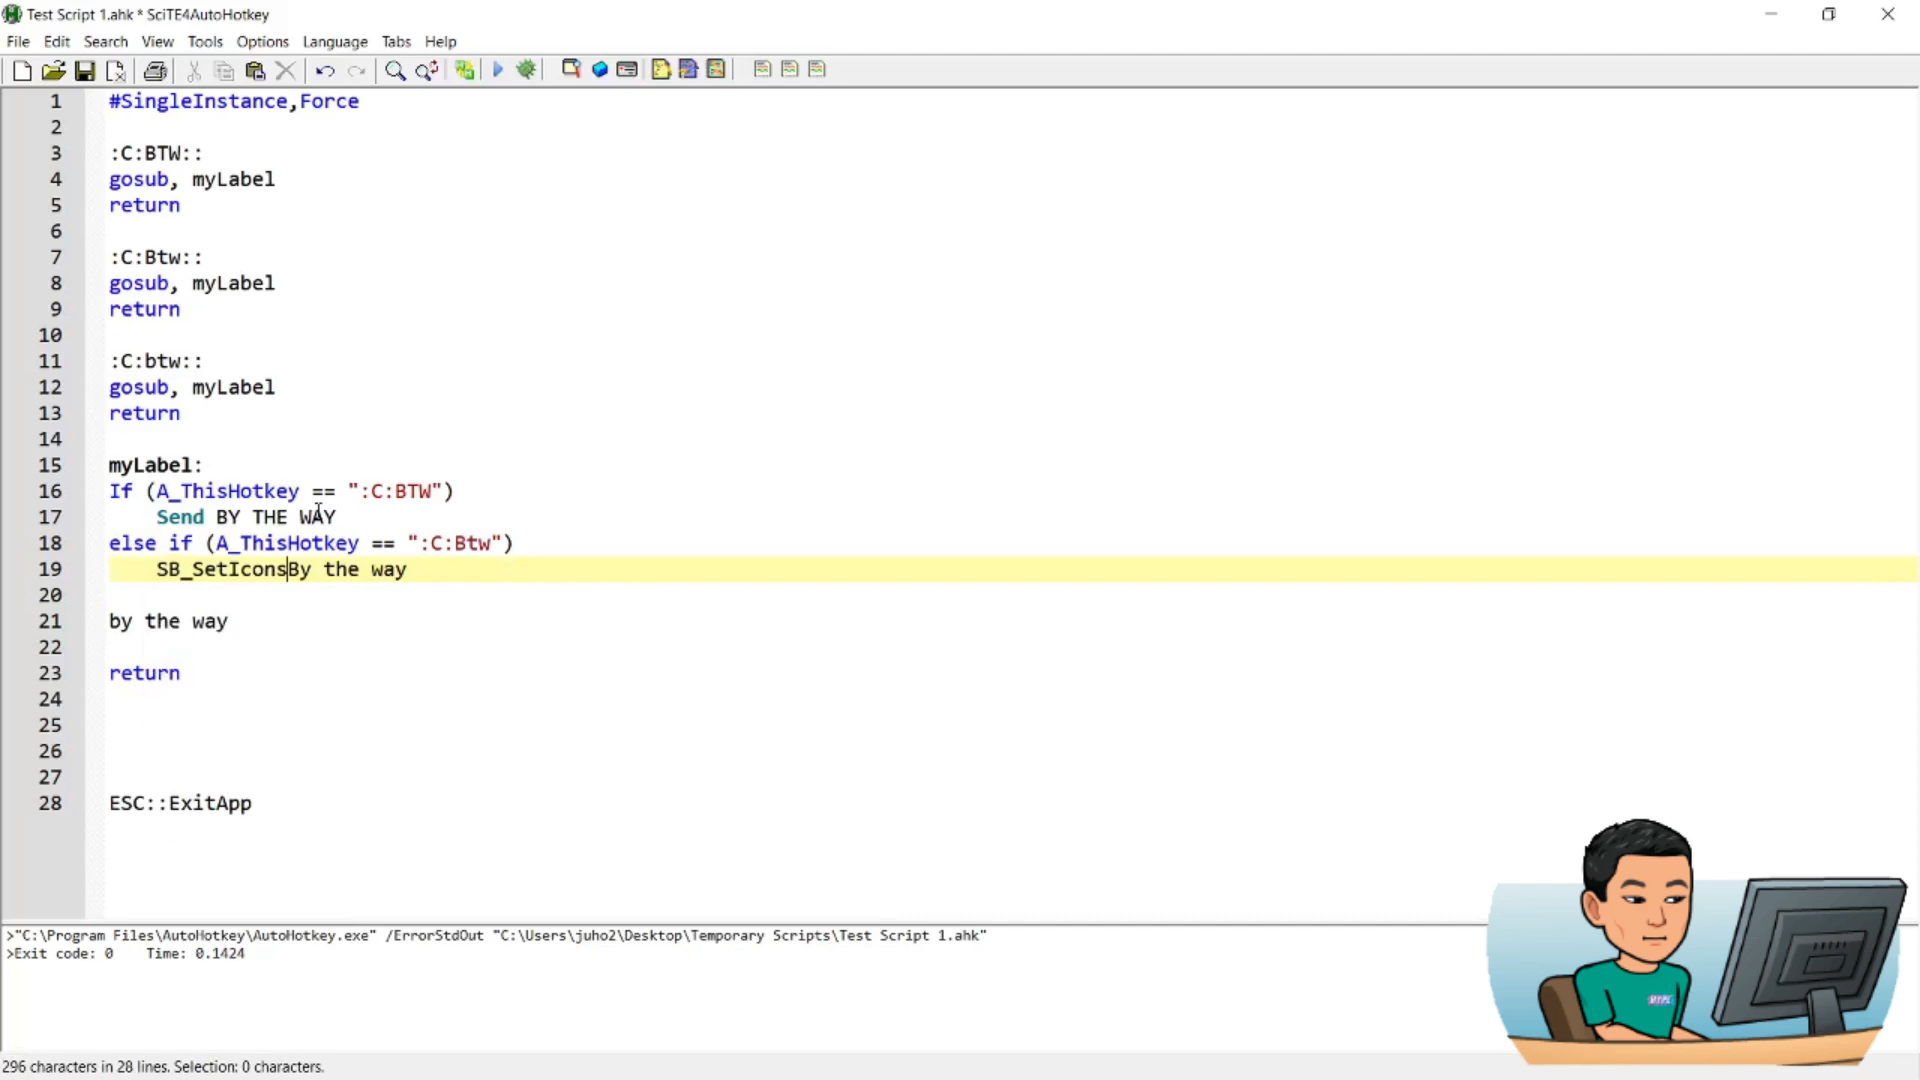 Test Script 1.ahk * SciTE4AutoHotkey
File Edit Search View Tools Options Language Tabs Help
1 #SingleInstance,Force
2
3 :C:BTW::
4 gosub, myLabel
5 return
6
7 :C:Btw::
8 gosub, myLabel
9 return
10
11 :C:btw::
12 gosub, myLabel
13 return
14
15 myLabel:
16 If (A_ThisHotkey == ":C:BTW")
17 Send BY THE WAY
18 else if (A_ThisHotkey == ":C:Btw")
19 SB_SetIconsBy the way
20
21 by the way
22
23 return
24
25
26
27
28 ESC::ExitApp
>"C:\Program Files\AutoHotkey\AutoHotkey.exe" /ErrorStdOut "C:\Users\juho2\Desktop\Temporary Scripts\Test Script 1.ahk"
>Exit code: 0 Time: 0.1424
296 characters in 28 lines. Selection: 0 characters.